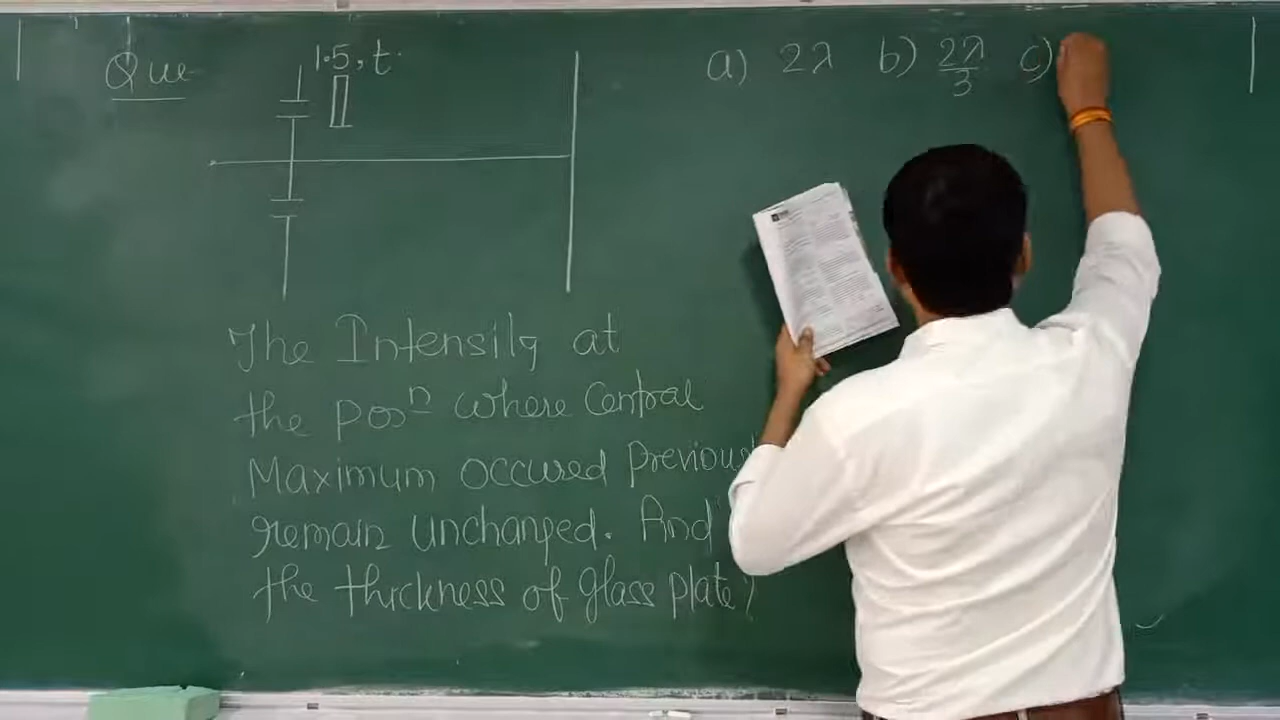 Que
1.5, t.
a) 2λ b) 2λ/3 c)
The Intensity at
the posⁿ where Central
Maximum occured Previous
remain unchanged. And
the thickness of glass plate?